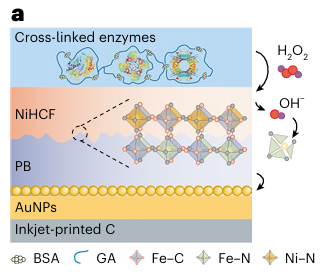 a
Cross-linked enzymes
H₂O₂
OH⁻
NiHCF
PB
AuNPs
Inkjet-printed C
BSA GA Fe–C Fe–N Ni–N